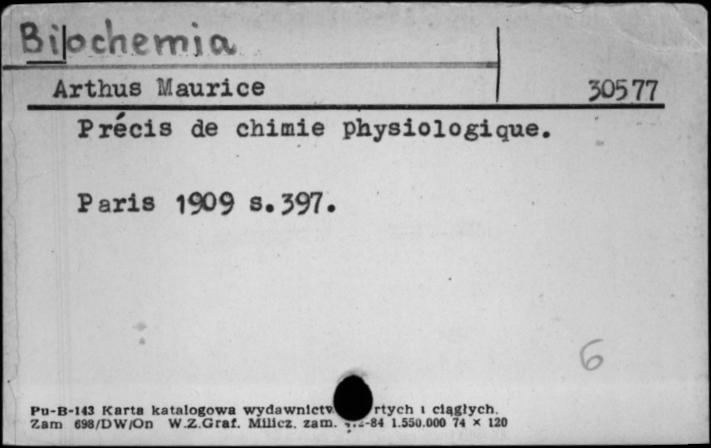 Biochemia
Arthus Maurice 30577
Précis de chimie physiologique.
Paris 1909 s.397.
6
Pu-B-143 Karta katalogowa wydawnictw rtych i ciągłych.
Zam 698/DW/On W.Z.Graf. Milicz. zam. -84 1.550.000 74 × 120